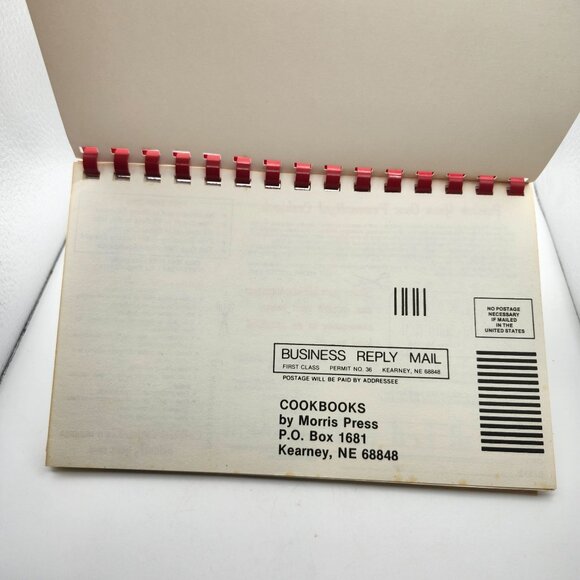 NO POSTAGE
NECESSARY
IF MAILED
IN THE
UNITED STATES
BUSINESS REPLY MAIL
FIRST CLASS PERMIT NO. 36 KEARNEY, NE 68848
POSTAGE WILL BE PAID BY ADDRESSEE
COOKBOOKS
by Morris Press
P.O. Box 1681
Kearney, NE 68848